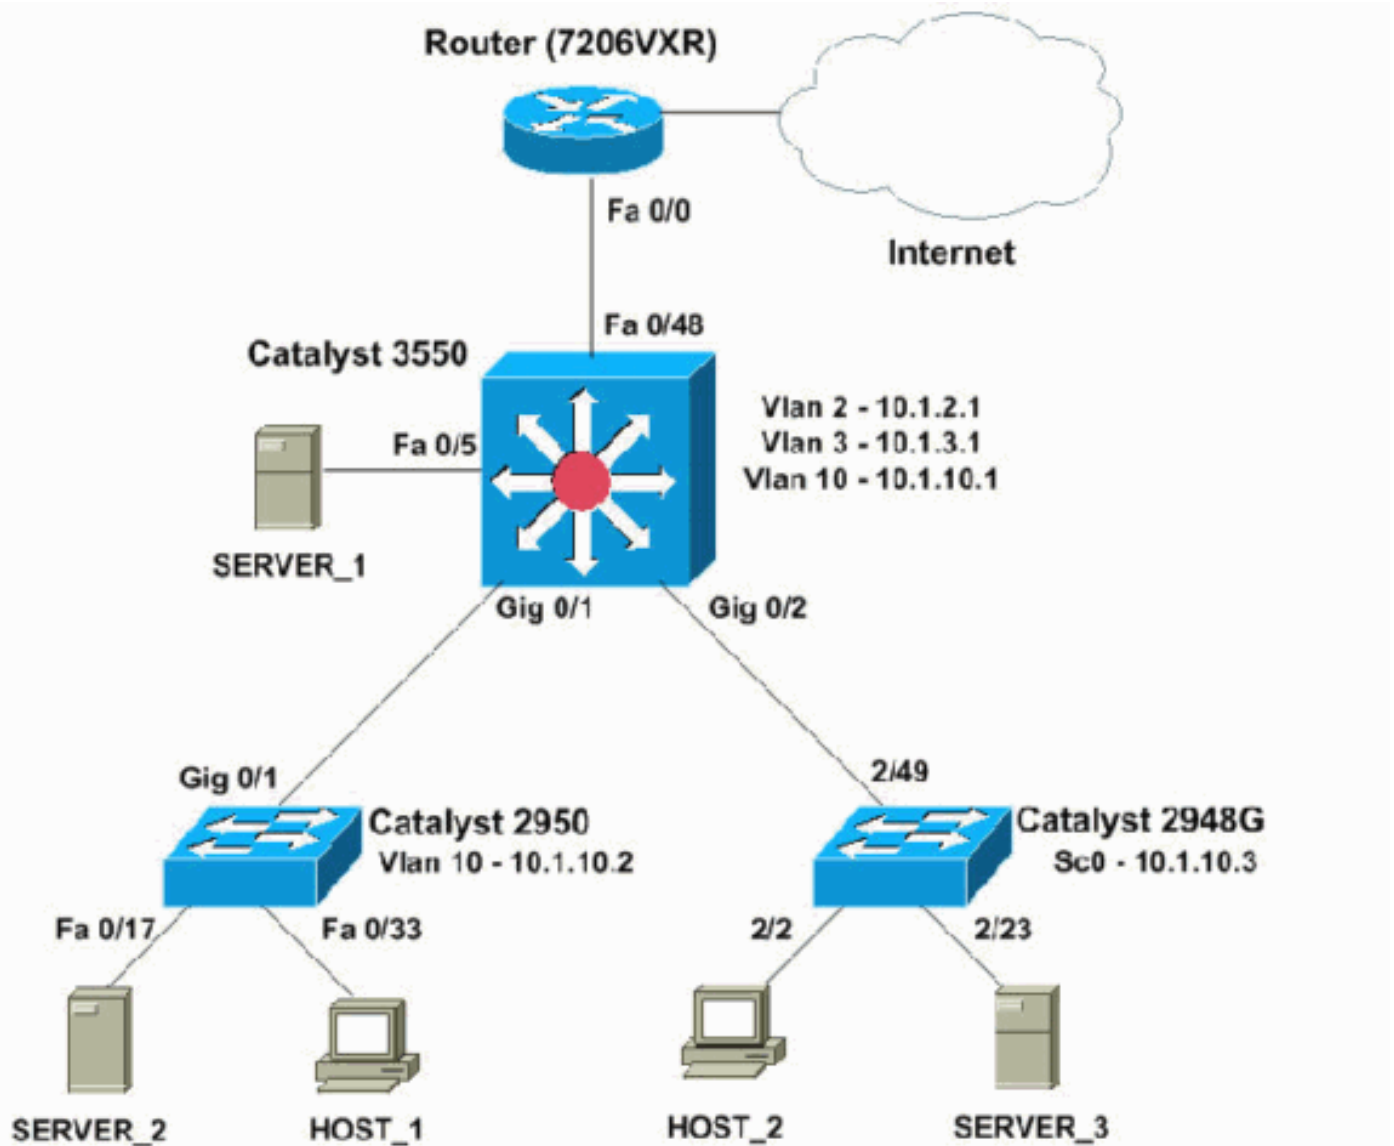 Router (7206VXR)
Fa 0/0
Internet
Fa 0/48
Catalyst 3550
Vlan 2 - 10.1.2.1
Fa 0/5
Vlan 3 - 10.1.3.1
Vlan 10 - 10.1.10.1
SERVER_1
Gig 0/1
Gig 0/2
Gig 0/1
2/49
Catalyst 2950
Vlan 10 - 10.1.10.2
Catalyst 2948G
Sc0 - 10.1.10.3
Fa 0/17
Fa 0/33
2/2
2/23
SERVER_2
HOST_1
HOST_2
SERVER_3